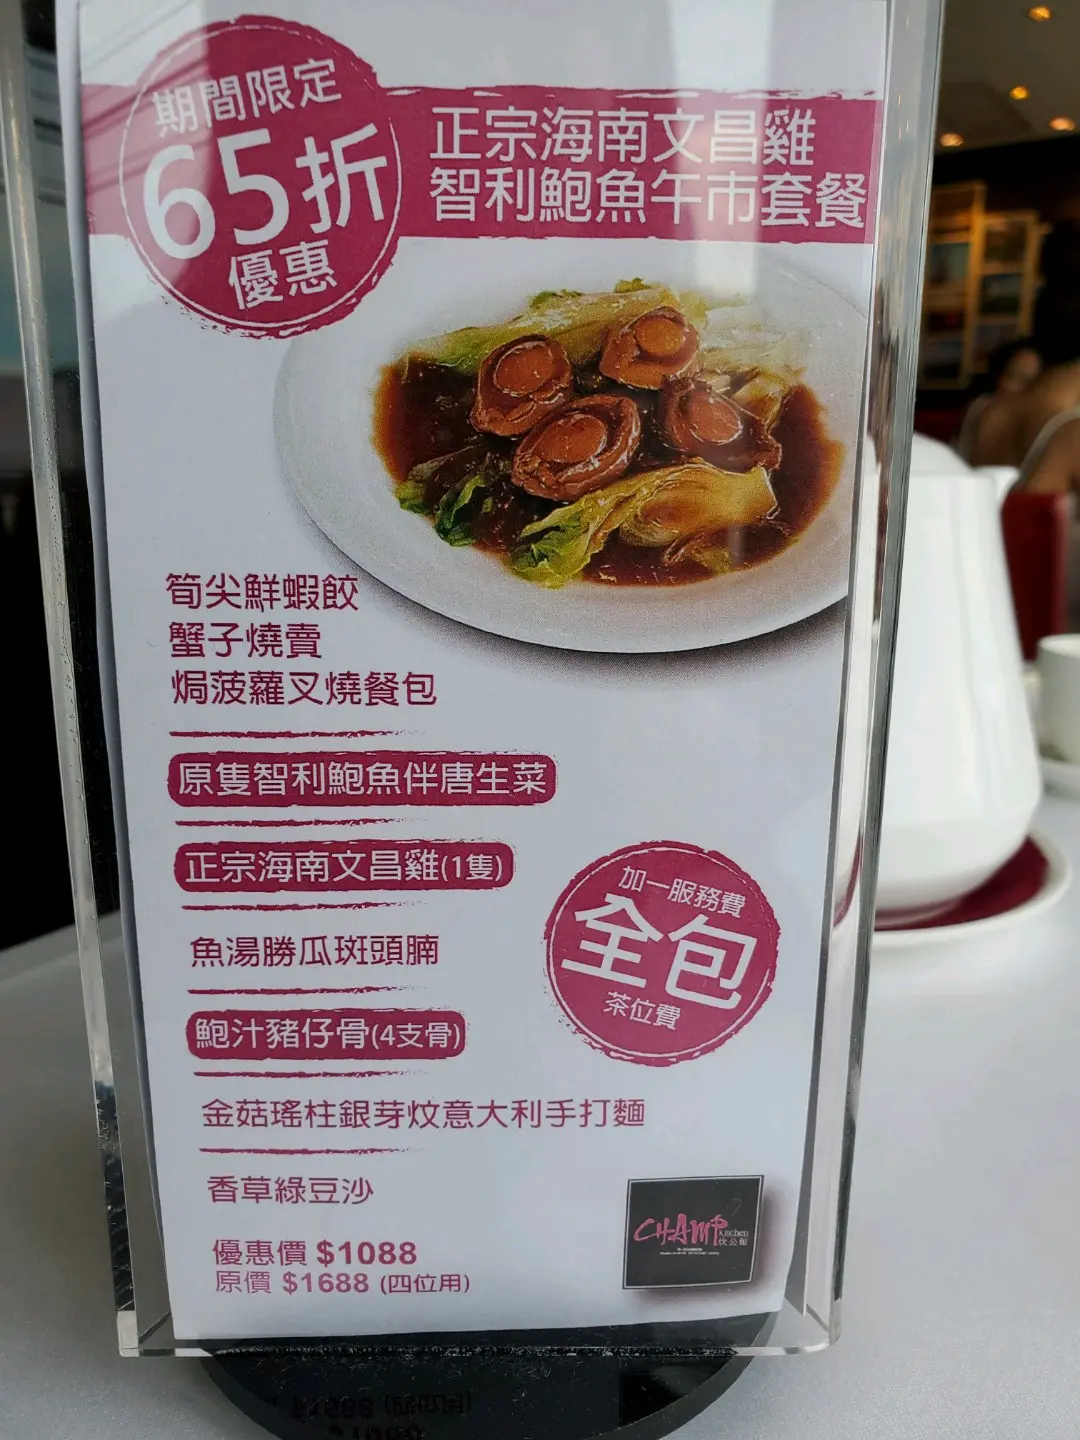 期間限定
65折
優惠
正宗海南文昌雞
智利鮑魚午市套餐
筍尖鮮蝦餃
蟹子燒賣
焗菠蘿叉燒餐包
原隻智利鮑魚伴唐生菜
正宗海南文昌雞(1隻)
加一服務費
全包
茶位費
魚湯勝瓜斑頭腩
鮑汁豬仔骨(4支骨)
金菇瑤柱銀芽炆意大利手打麵
香草綠豆沙
優惠價 $1088
原價 $1688 (四位用)
CHAMP
Kitchen
炊公館